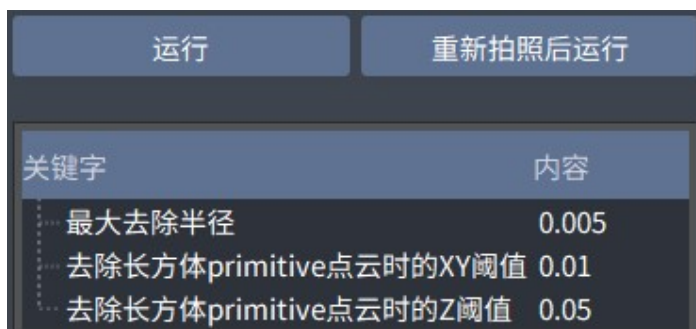 运行 重新拍照后运行
关键字 内容
最大去除半径 0.005
去除长方体primitive点云时的XY阈值 0.01
去除长方体primitive点云时的Z阈值 0.05